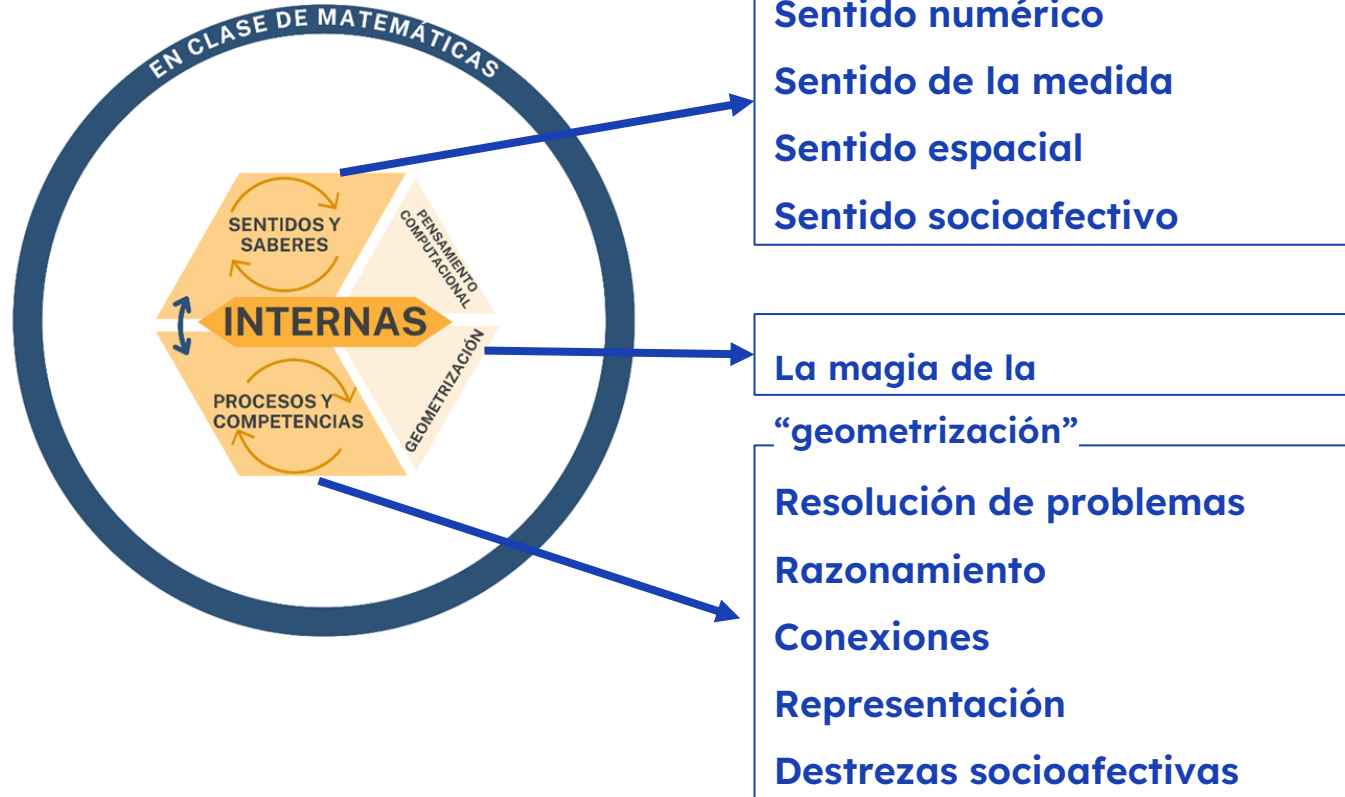 EN CLASE DE MATEMÁTICAS
SENTIDOS Y
SABERES
PENSAMIENTO
COMPUTACIONAL
INTERNAS
GEOMETRIZACIÓN
PROCESOS Y
COMPETENCIAS
Sentido numérico
Sentido de la medida
Sentido espacial
Sentido socioafectivo
La magia de la
“geometrización”
Resolución de problemas
Razonamiento
Conexiones
Representación
Destrezas socioafectivas